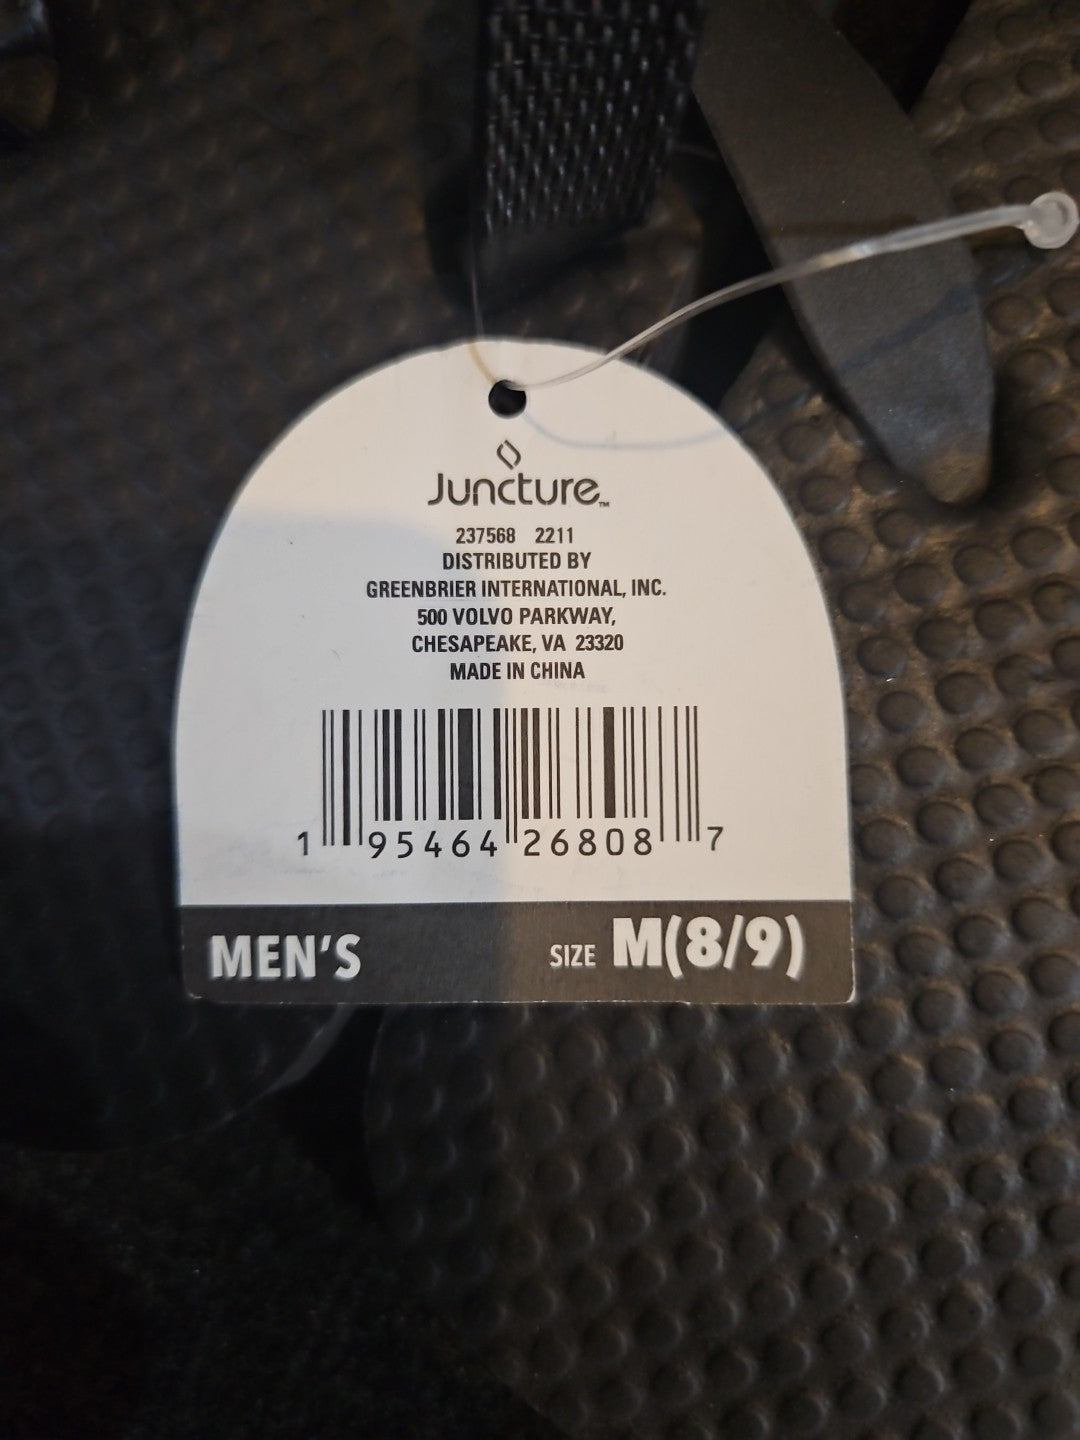 Juncture™
237568 2211
DISTRIBUTED BY
GREENBRIER INTERNATIONAL, INC.
500 VOLVO PARKWAY,
CHESAPEAKE, VA 23320
MADE IN CHINA
1 95464 26808 7
MEN'S SIZE M(8/9)